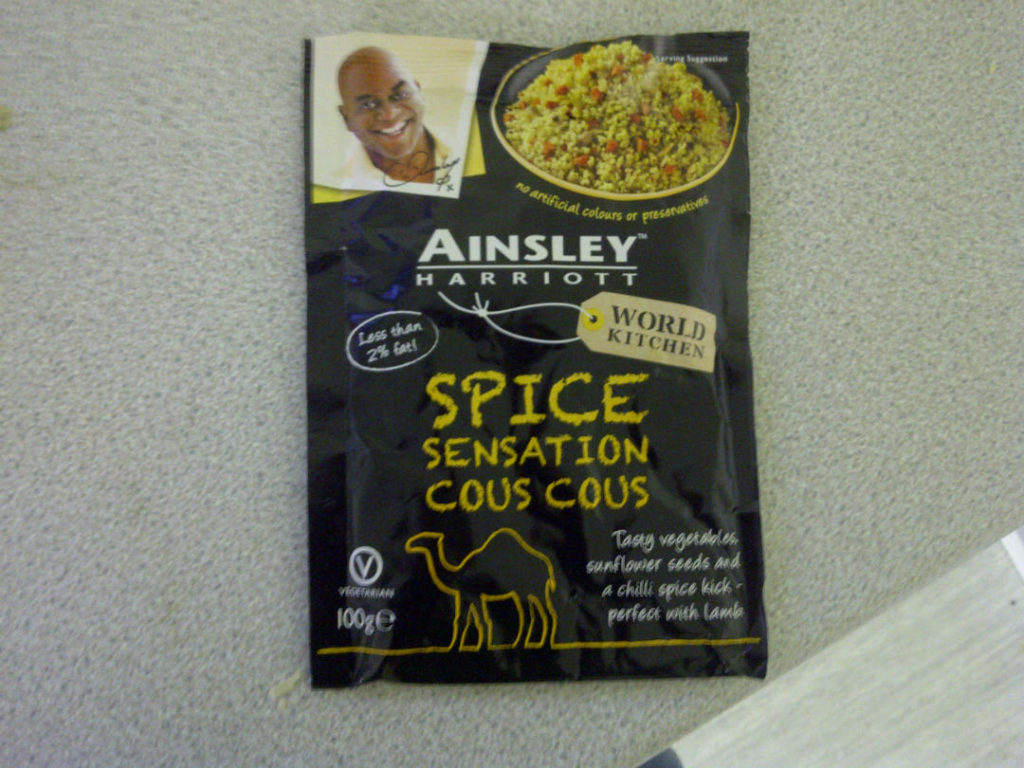 Serving Suggestion
no artificial colours or preservatives
AINSLEY™
HARRIOTT
WORLD
KITCHEN
Less than
2% fat!
SPICE
SENSATION
COUS COUS
Tasty vegetables,
sunflower seeds and
a chilli spice kick -
perfect with lamb
V
VEGETARIAN
100g e